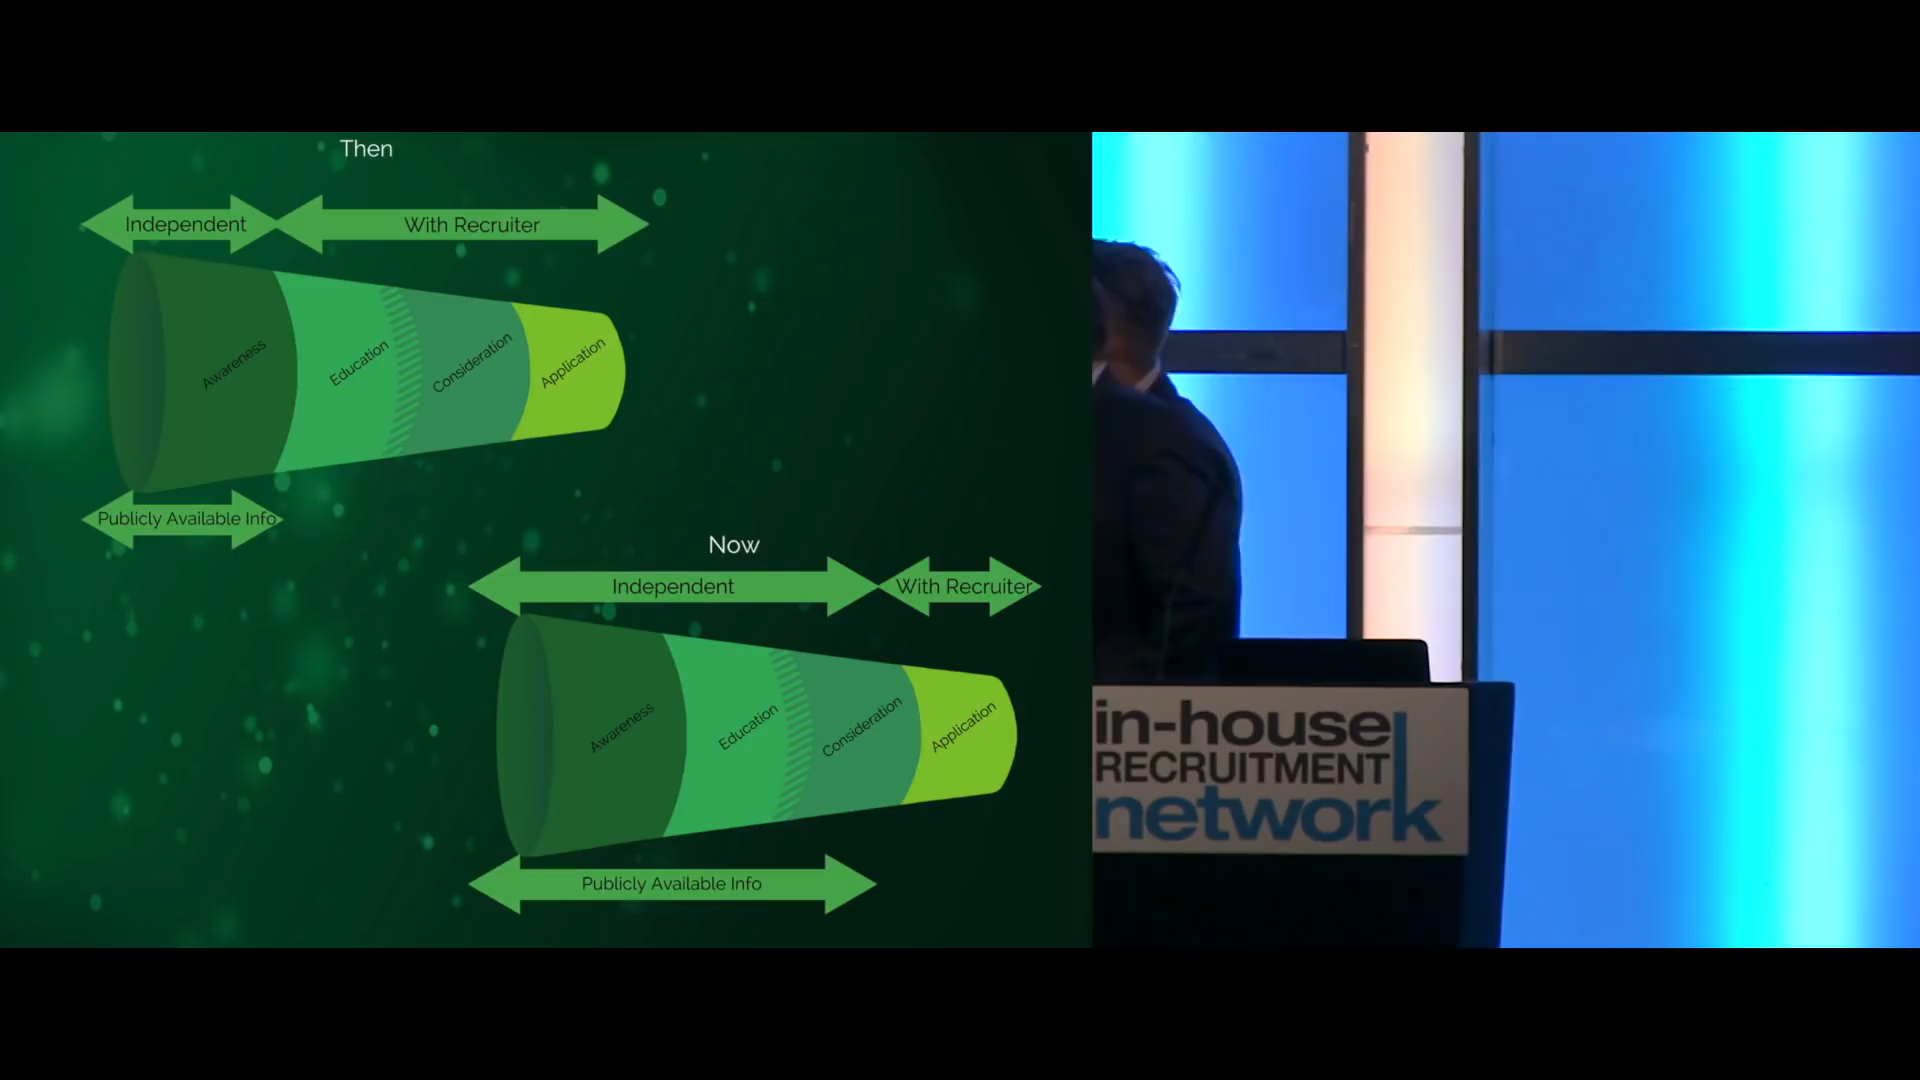 Then
Independent
With Recruiter
Awareness
Education
Consideration
Application
Publicly Available Info
Now
Independent
With Recruiter
Awareness
Education
Consideration
Application
Publicly Available Info
in-house
RECRUITMENT
network